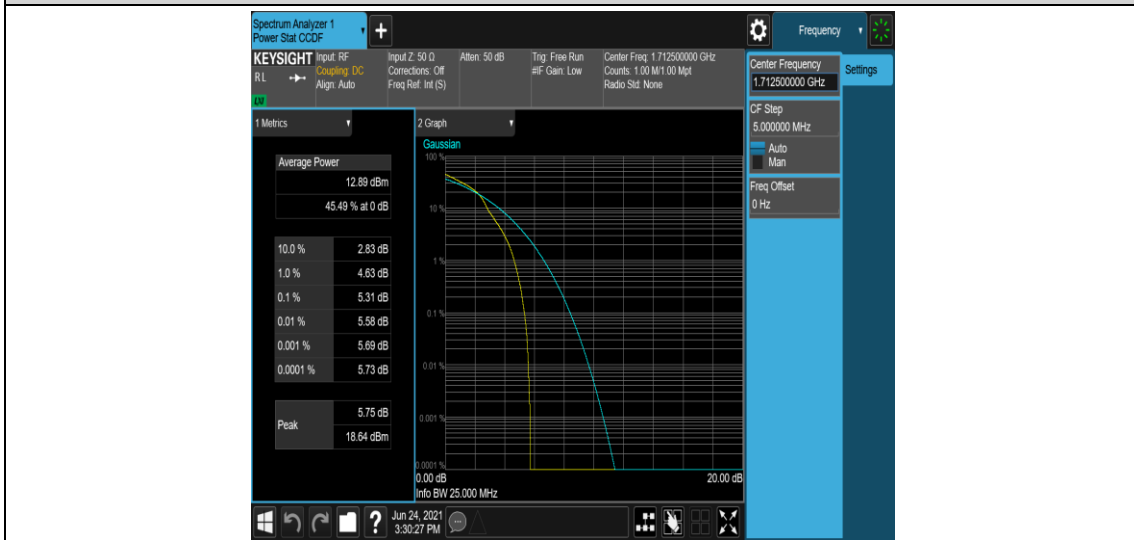 Spectrum Analyzer 1
Power Stat CCDF
+
Frequency
KEYSIGHT
RL
LXI
Input: RF
Coupling: DC
Align: Auto
Input Z: 50 Ω
Corrections: Off
Freq Ref: Int (S)
Atten: 50 dB
Trig: Free Run
#IF Gain: Low
Center Freq: 1.712500000 GHz
Counts: 1.00 M/1.00 Mpt
Radio Std: None
Center Frequency
1.712500000 GHz
Settings
CF Step
5.000000 MHz
Auto
Man
Freq Offset
0 Hz
1 Metrics
Average Power
12.89 dBm
45.49 % at 0 dB
10.0 % 2.83 dB
1.0 % 4.63 dB
0.1 % 5.31 dB
0.01 % 5.58 dB
0.001 % 5.69 dB
0.0001 % 5.73 dB
Peak
5.75 dB
18.64 dBm
2 Graph
Gaussian
100 %
10 %
1 %
0.1 %
0.01 %
0.001 %
0.0001 %
0.00 dB 20.00 dB
Info BW 25.000 MHz
?
Jun 24, 2021
3:30:27 PM